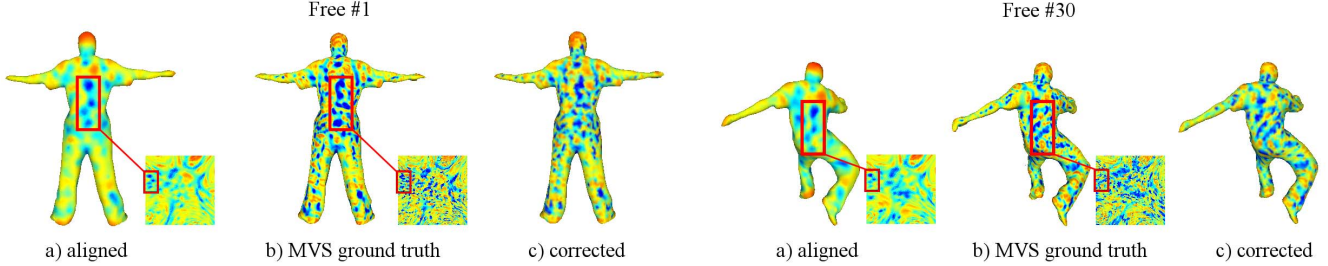 Free #1
a) aligned
b) MVS ground truth
c) corrected
Free #30
a) aligned
b) MVS ground truth
c) corrected